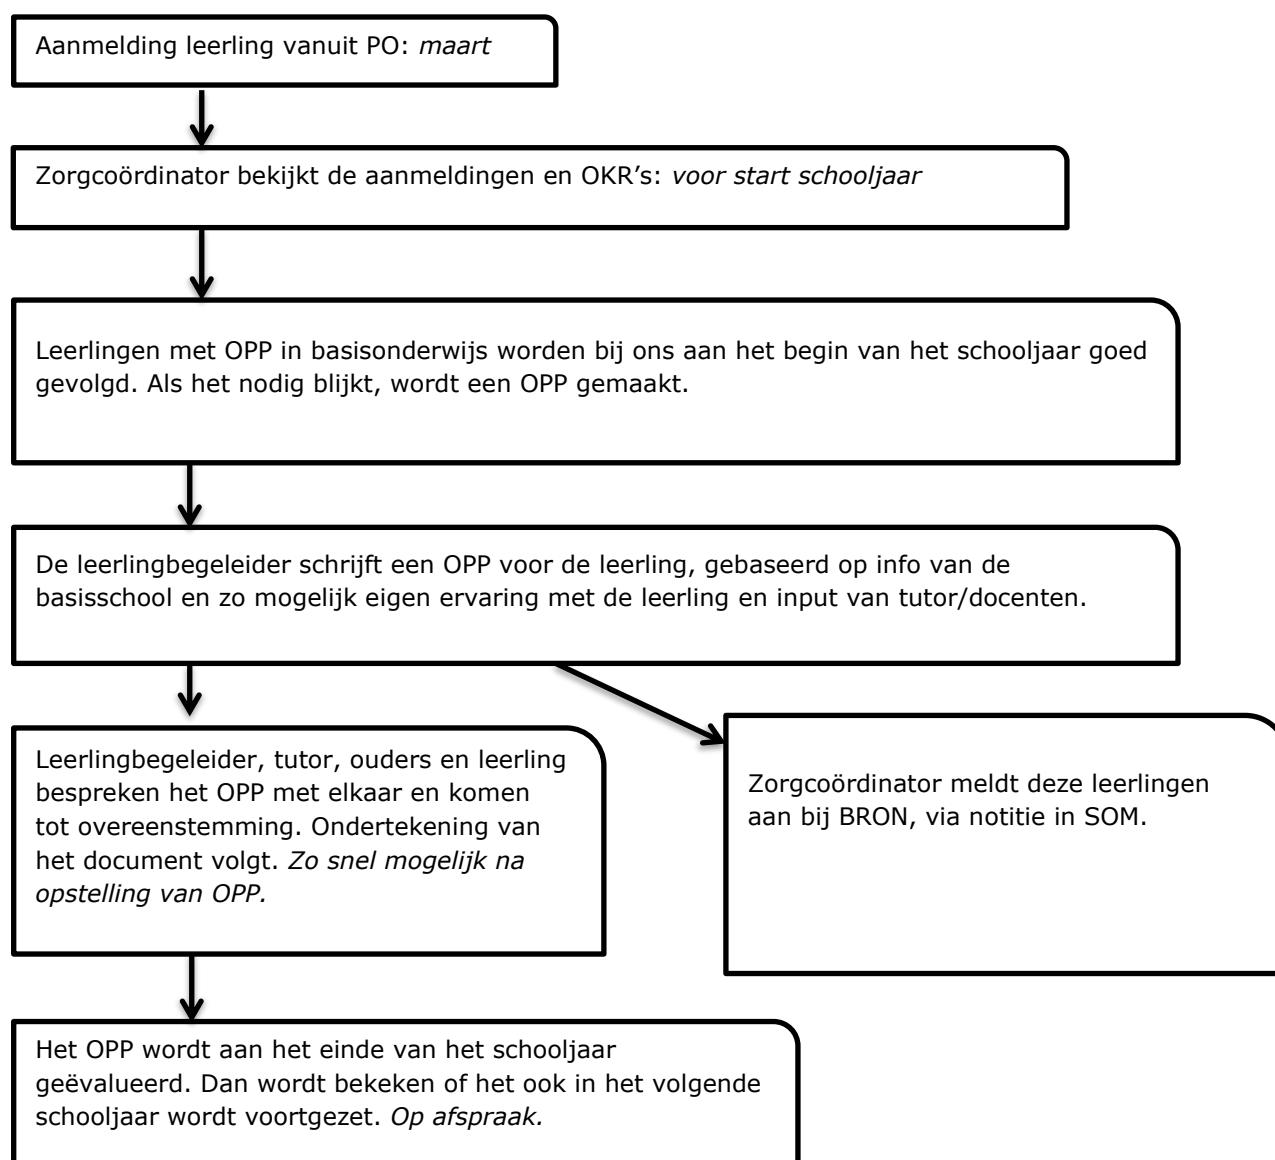 Aanmelding leerling vanuit PO: maart
Zorgcoördinator bekijkt de aanmeldingen en OKR's: voor start schooljaar
Leerlingen met OPP in basisonderwijs worden bij ons aan het begin van het schooljaar goed
gevolgd. Als het nodig blijkt, wordt een OPP gemaakt.
De leerlingbegeleider schrijft een OPP voor de leerling, gebaseerd op info van de
basisschool en zo mogelijk eigen ervaring met de leerling en input van tutor/docenten.
Leerlingbegeleider, tutor, ouders en leerling
bespreken het OPP met elkaar en komen
tot overeenstemming. Ondertekening van
het document volgt. Zo snel mogelijk na
opstelling van OPP.
Zorgcoördinator meldt deze leerlingen
aan bij BRON, via notitie in SOM.
Het OPP wordt aan het einde van het schooljaar
geëvalueerd. Dan wordt bekeken of het ook in het volgende
schooljaar wordt voortgezet. Op afspraak.